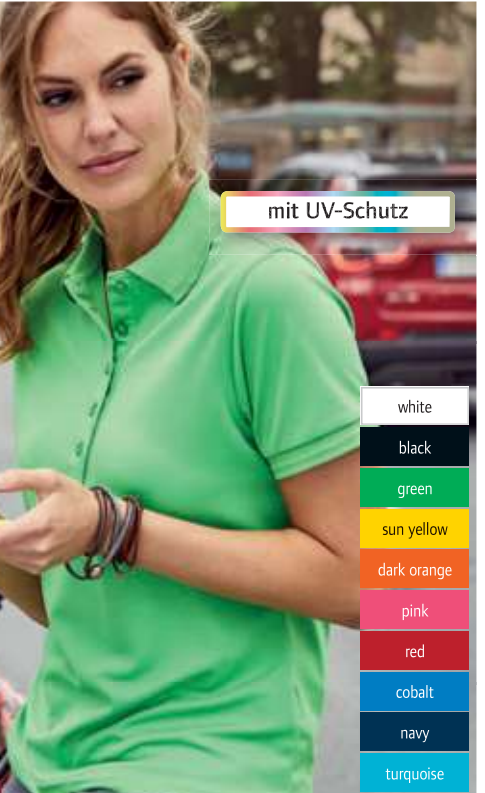 mit UV-Schutz
white
black
green
sun yellow
dark orange
pink
red
cobalt
navy
turquoise